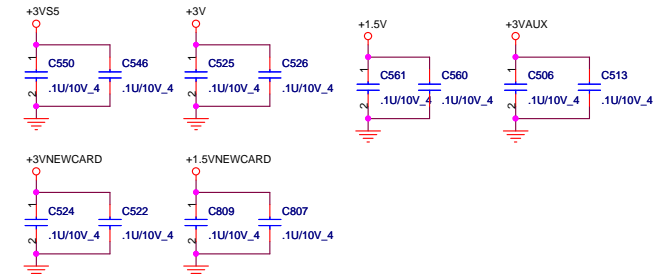 +3VS5
1
C550
C546
.1U/10V_4
.1U/10V_4
2
+3V
1
C525
C526
.1U/10V_4
.1U/10V_4
2
+1.5V
1
C561
C560
.1U/10V_4
.1U/10V_4
2
+3VAUX
1
C506
C513
.1U/10V_4
.1U/10V_4
2
+3VNEWCARD
1
C524
C522
.1U/10V_4
.1U/10V_4
2
+1.5VNEWCARD
1
C809
C807
.1U/10V_4
.1U/10V_4
2